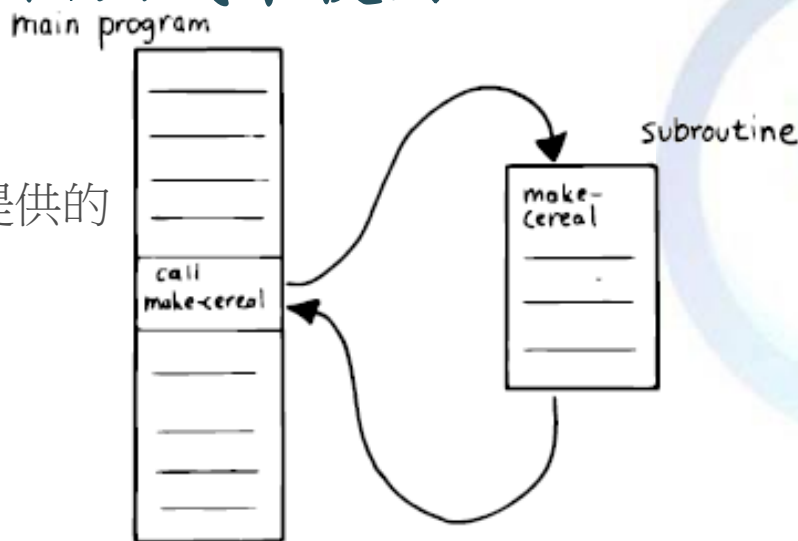 main program
subroutine
提供的
make-
cereal
call
make-cereal